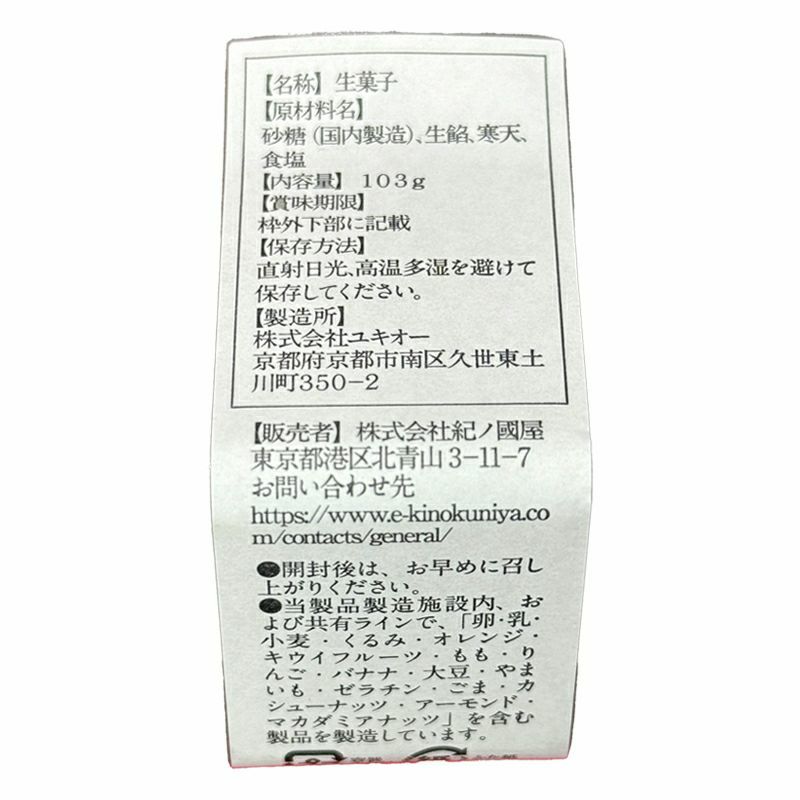 【名称】生菓子
【原材料名】
砂糖（国内製造）、生餡、寒天、
食塩
【内容量】103g
【賞味期限】
枠外下部に記載
【保存方法】
直射日光、高温多湿を避けて
保存してください。
【製造所】
株式会社ユキオー
京都府京都市南区久世東土
川町350-2
【販売者】株式会社紀ノ國屋
東京都港区北青山3-11-7
お問い合わせ先
https://www.e-kinokuniya.co
m/contacts/general/
●開封後は、お早めに召し
上がりください。
●当製品製造施設内、お
よび共有ラインで、「卵・乳・
小麦・くるみ・オレンジ・
キウイフルーツ・もも・り
んご・バナナ・大豆・やま
いも・ゼラチン・ごま・カ
シューナッツ・アーモンド・
マカダミアナッツ」を含む
製品を製造しています。